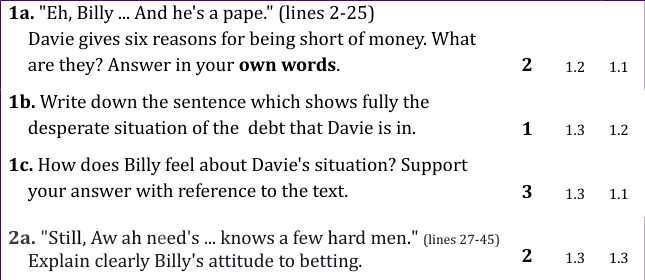 1a. "Eh, Billy ... And he's a pape." (lines 2-25)
Davie gives six reasons for being short of money. What
are they? Answer in your own words. 2 1.2 1.1
1b. Write down the sentence which shows fully the
desperate situation of the debt that Davie is in. 1 1.3 1.2
1c. How does Billy feel about Davie's situation? Support
your answer with reference to the text. 3 1.3 1.1
2a. "Still, Aw ah need's ... knows a few hard men." (lines 27-45)
Explain clearly Billy's attitude to betting. 2 1.3 1.3